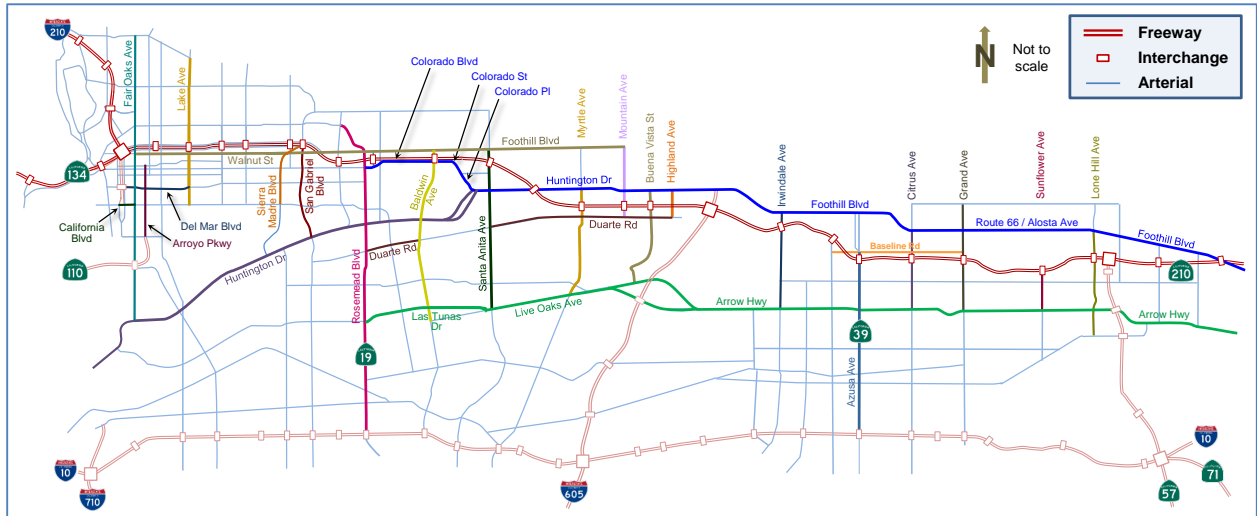 INTERSTATE
210
Fair Oaks Ave
Lake Ave
Colorado Blvd
Colorado St
Colorado Pl
Myrtle Ave
Mountain Ave
N
Not to
scale
Freeway
Interchange
Arterial
134
Walnut St
Foothill Blvd
Sierra
Madre Blvd
San Gabriel
Blvd
Baldwin
Ave
Huntington Dr
Buena Vista St
Highland Ave
Irwindale Ave
Citrus Ave
Grand Ave
Sunflower Ave
Lone Hill Ave
California
Blvd
Del Mar Blvd
Arroyo Pkwy
Foothill Blvd
Route 66 / Alosta Ave
Foothill Blvd
Baseline Rd
Duarte Rd
Duarte Rd
Santa Anita Ave
Huntington Dr
Rosemead Blvd
110
210
Las Tunas
Dr
Live Oaks Ave
Arrow Hwy
Arrow Hwy
19
39
Azusa Ave
10
710
605
10
71
57